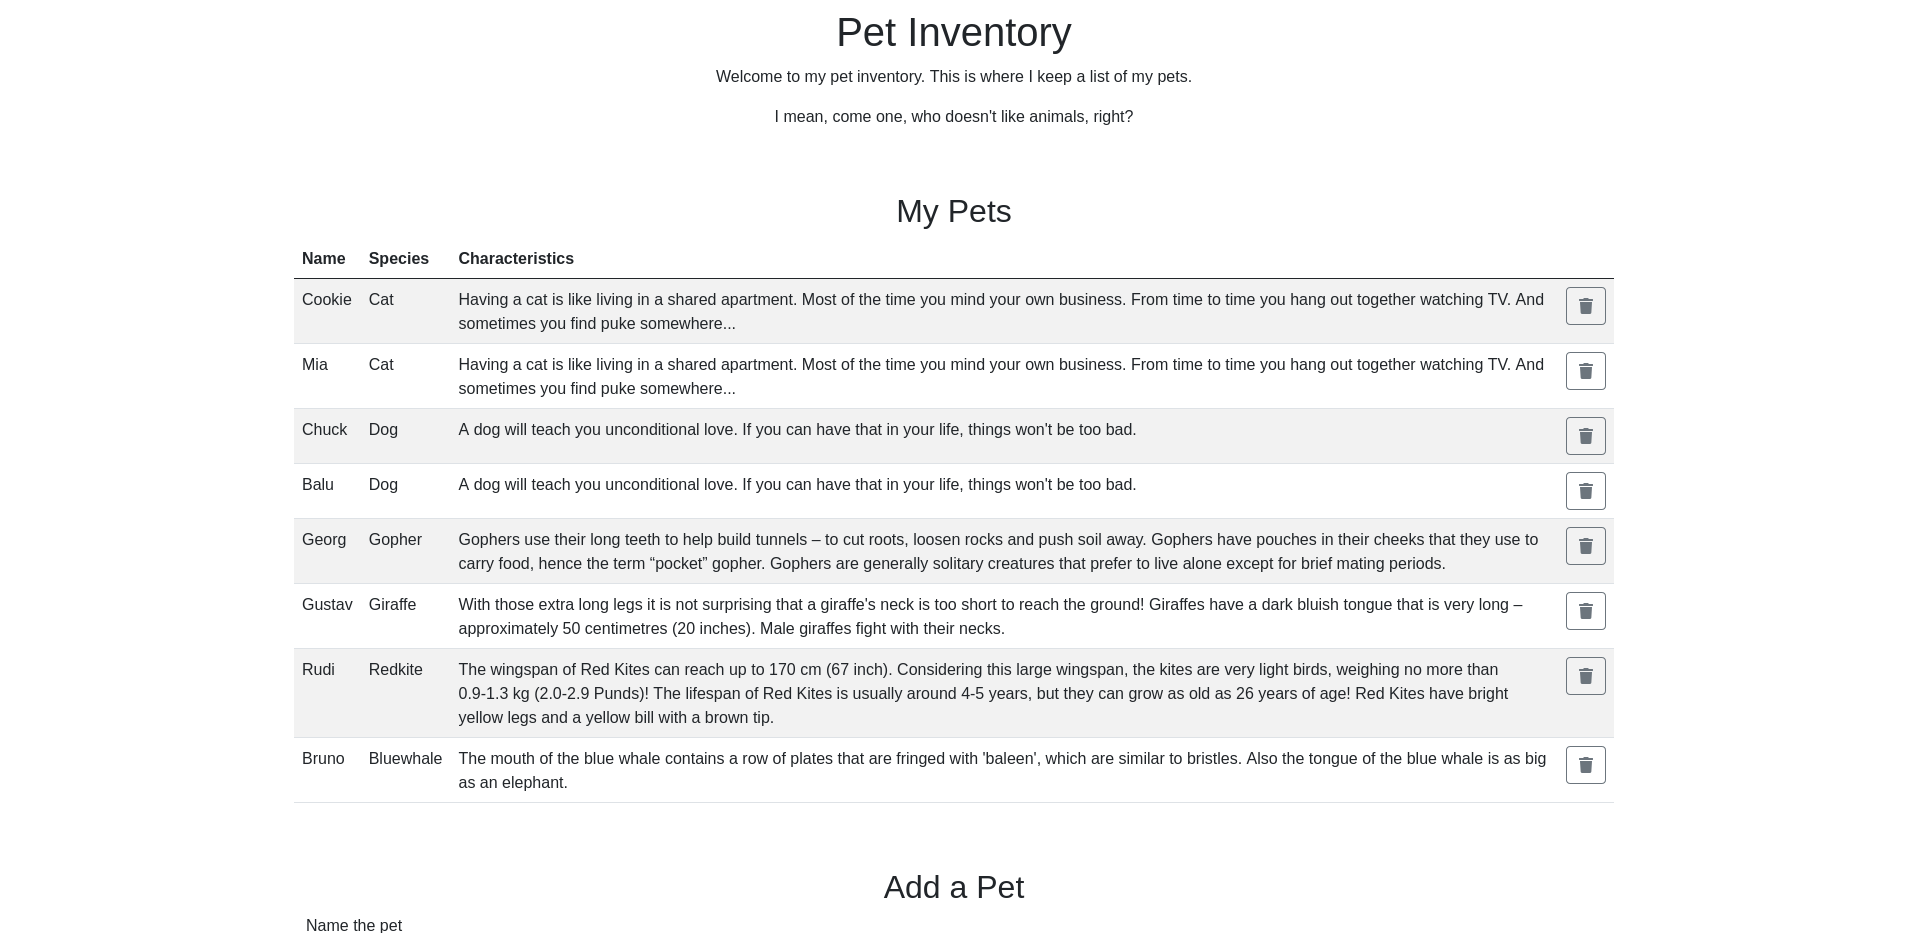 Pet Inventory
Welcome to my pet inventory. This is where I keep a list of my pets.
I mean, come one, who doesn't like animals, right?
My Pets
Name Species Characteristics
Cookie Cat Having a cat is like living in a shared apartment. Most of the time you mind your own business. From time to time you hang out together watching TV. And
sometimes you find puke somewhere...
Mia Cat Having a cat is like living in a shared apartment. Most of the time you mind your own business. From time to time you hang out together watching TV. And
sometimes you find puke somewhere...
Chuck Dog A dog will teach you unconditional love. If you can have that in your life, things won't be too bad.
Balu Dog A dog will teach you unconditional love. If you can have that in your life, things won't be too bad.
Georg Gopher Gophers use their long teeth to help build tunnels – to cut roots, loosen rocks and push soil away. Gophers have pouches in their cheeks that they use to
carry food, hence the term “pocket” gopher. Gophers are generally solitary creatures that prefer to live alone except for brief mating periods.
Gustav Giraffe With those extra long legs it is not surprising that a giraffe's neck is too short to reach the ground! Giraffes have a dark bluish tongue that is very long –
approximately 50 centimetres (20 inches). Male giraffes fight with their necks.
Rudi Redkite The wingspan of Red Kites can reach up to 170 cm (67 inch). Considering this large wingspan, the kites are very light birds, weighing no more than
0.9-1.3 kg (2.0-2.9 Punds)! The lifespan of Red Kites is usually around 4-5 years, but they can grow as old as 26 years of age! Red Kites have bright
yellow legs and a yellow bill with a brown tip.
Bruno Bluewhale The mouth of the blue whale contains a row of plates that are fringed with 'baleen', which are similar to bristles. Also the tongue of the blue whale is as big
as an elephant.
Add a Pet
Name the pet